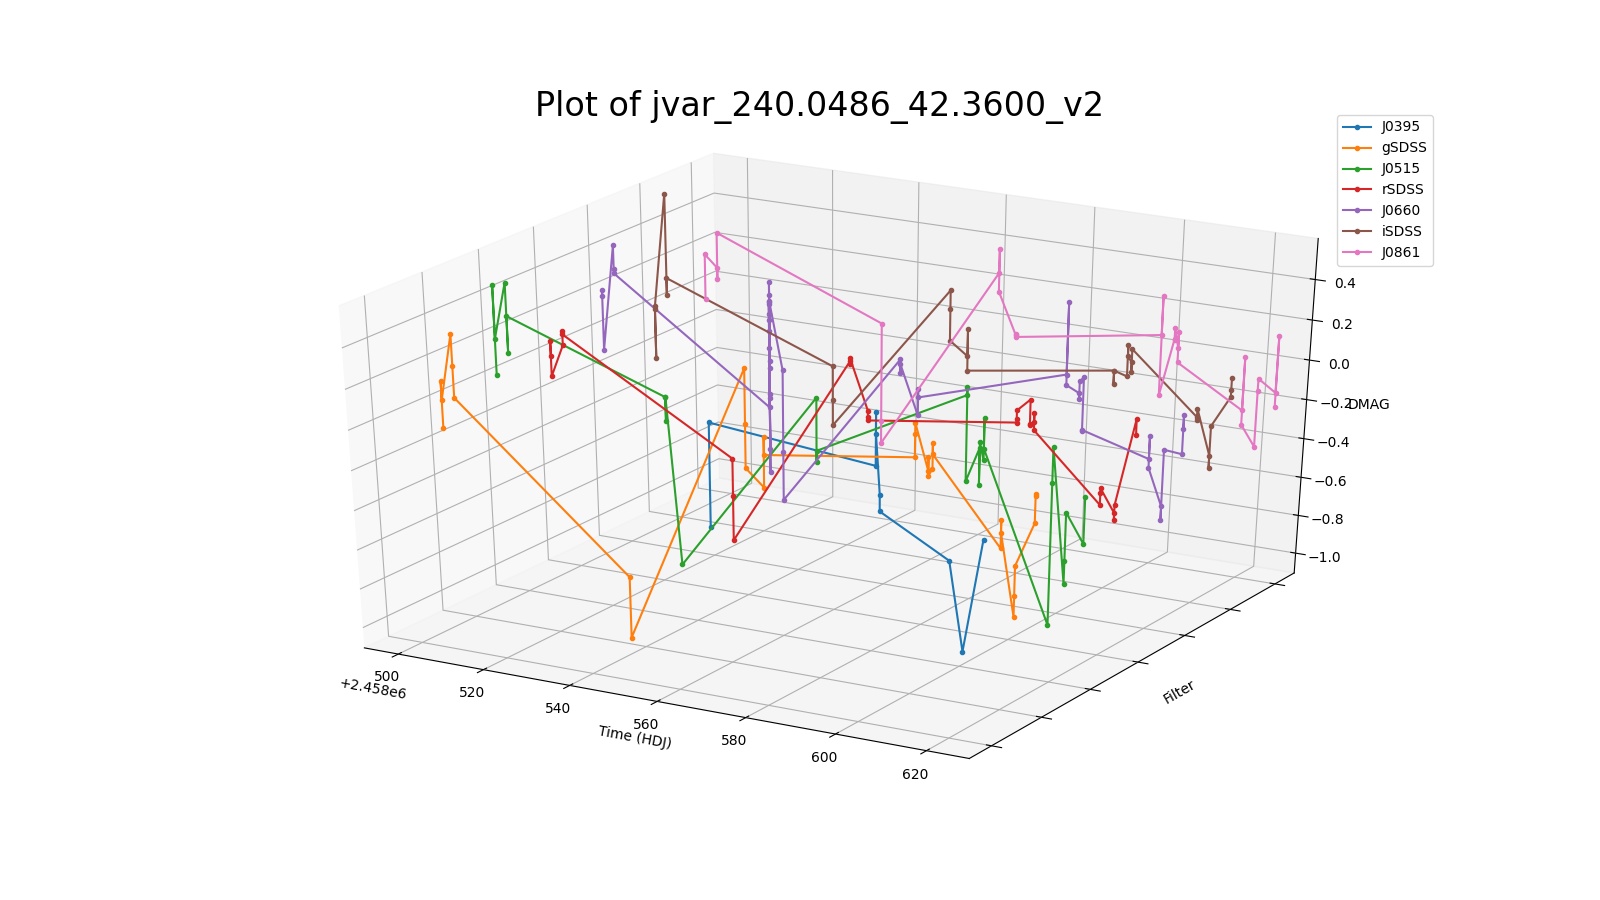 Plot of jvar_240.0486_42.3600_v2
J0395
gSDSS
J0515
rSDSS
J0660
iSDSS
J0861
0.4
0.2
0.0
−0.2
DMAG
−0.4
−0.6
−0.8
−1.0
Filter
500
520
540
560
580
600
620
+2.458e6
Time (HDJ)